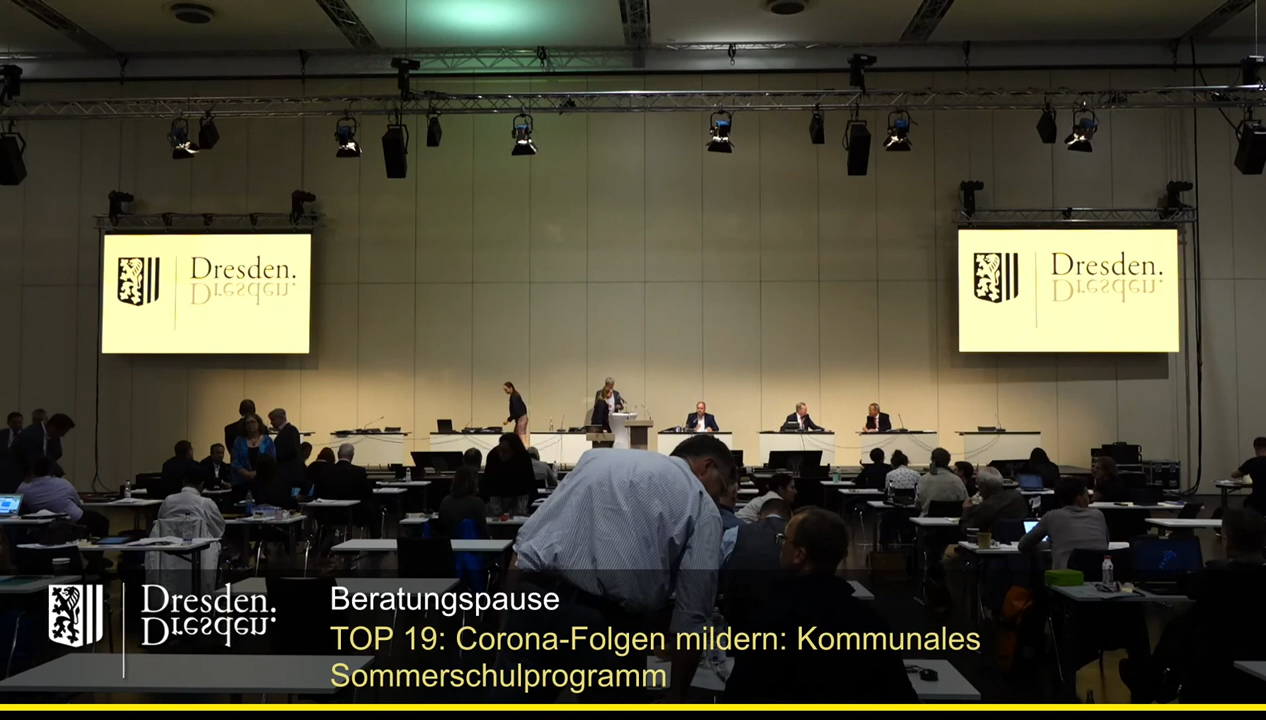 Dresden.
Dresden.
Dresden.
Dresden.
Dresden.
Dresden.
Beratungspause
TOP 19: Corona-Folgen mildern: Kommunales
Sommerschulprogramm